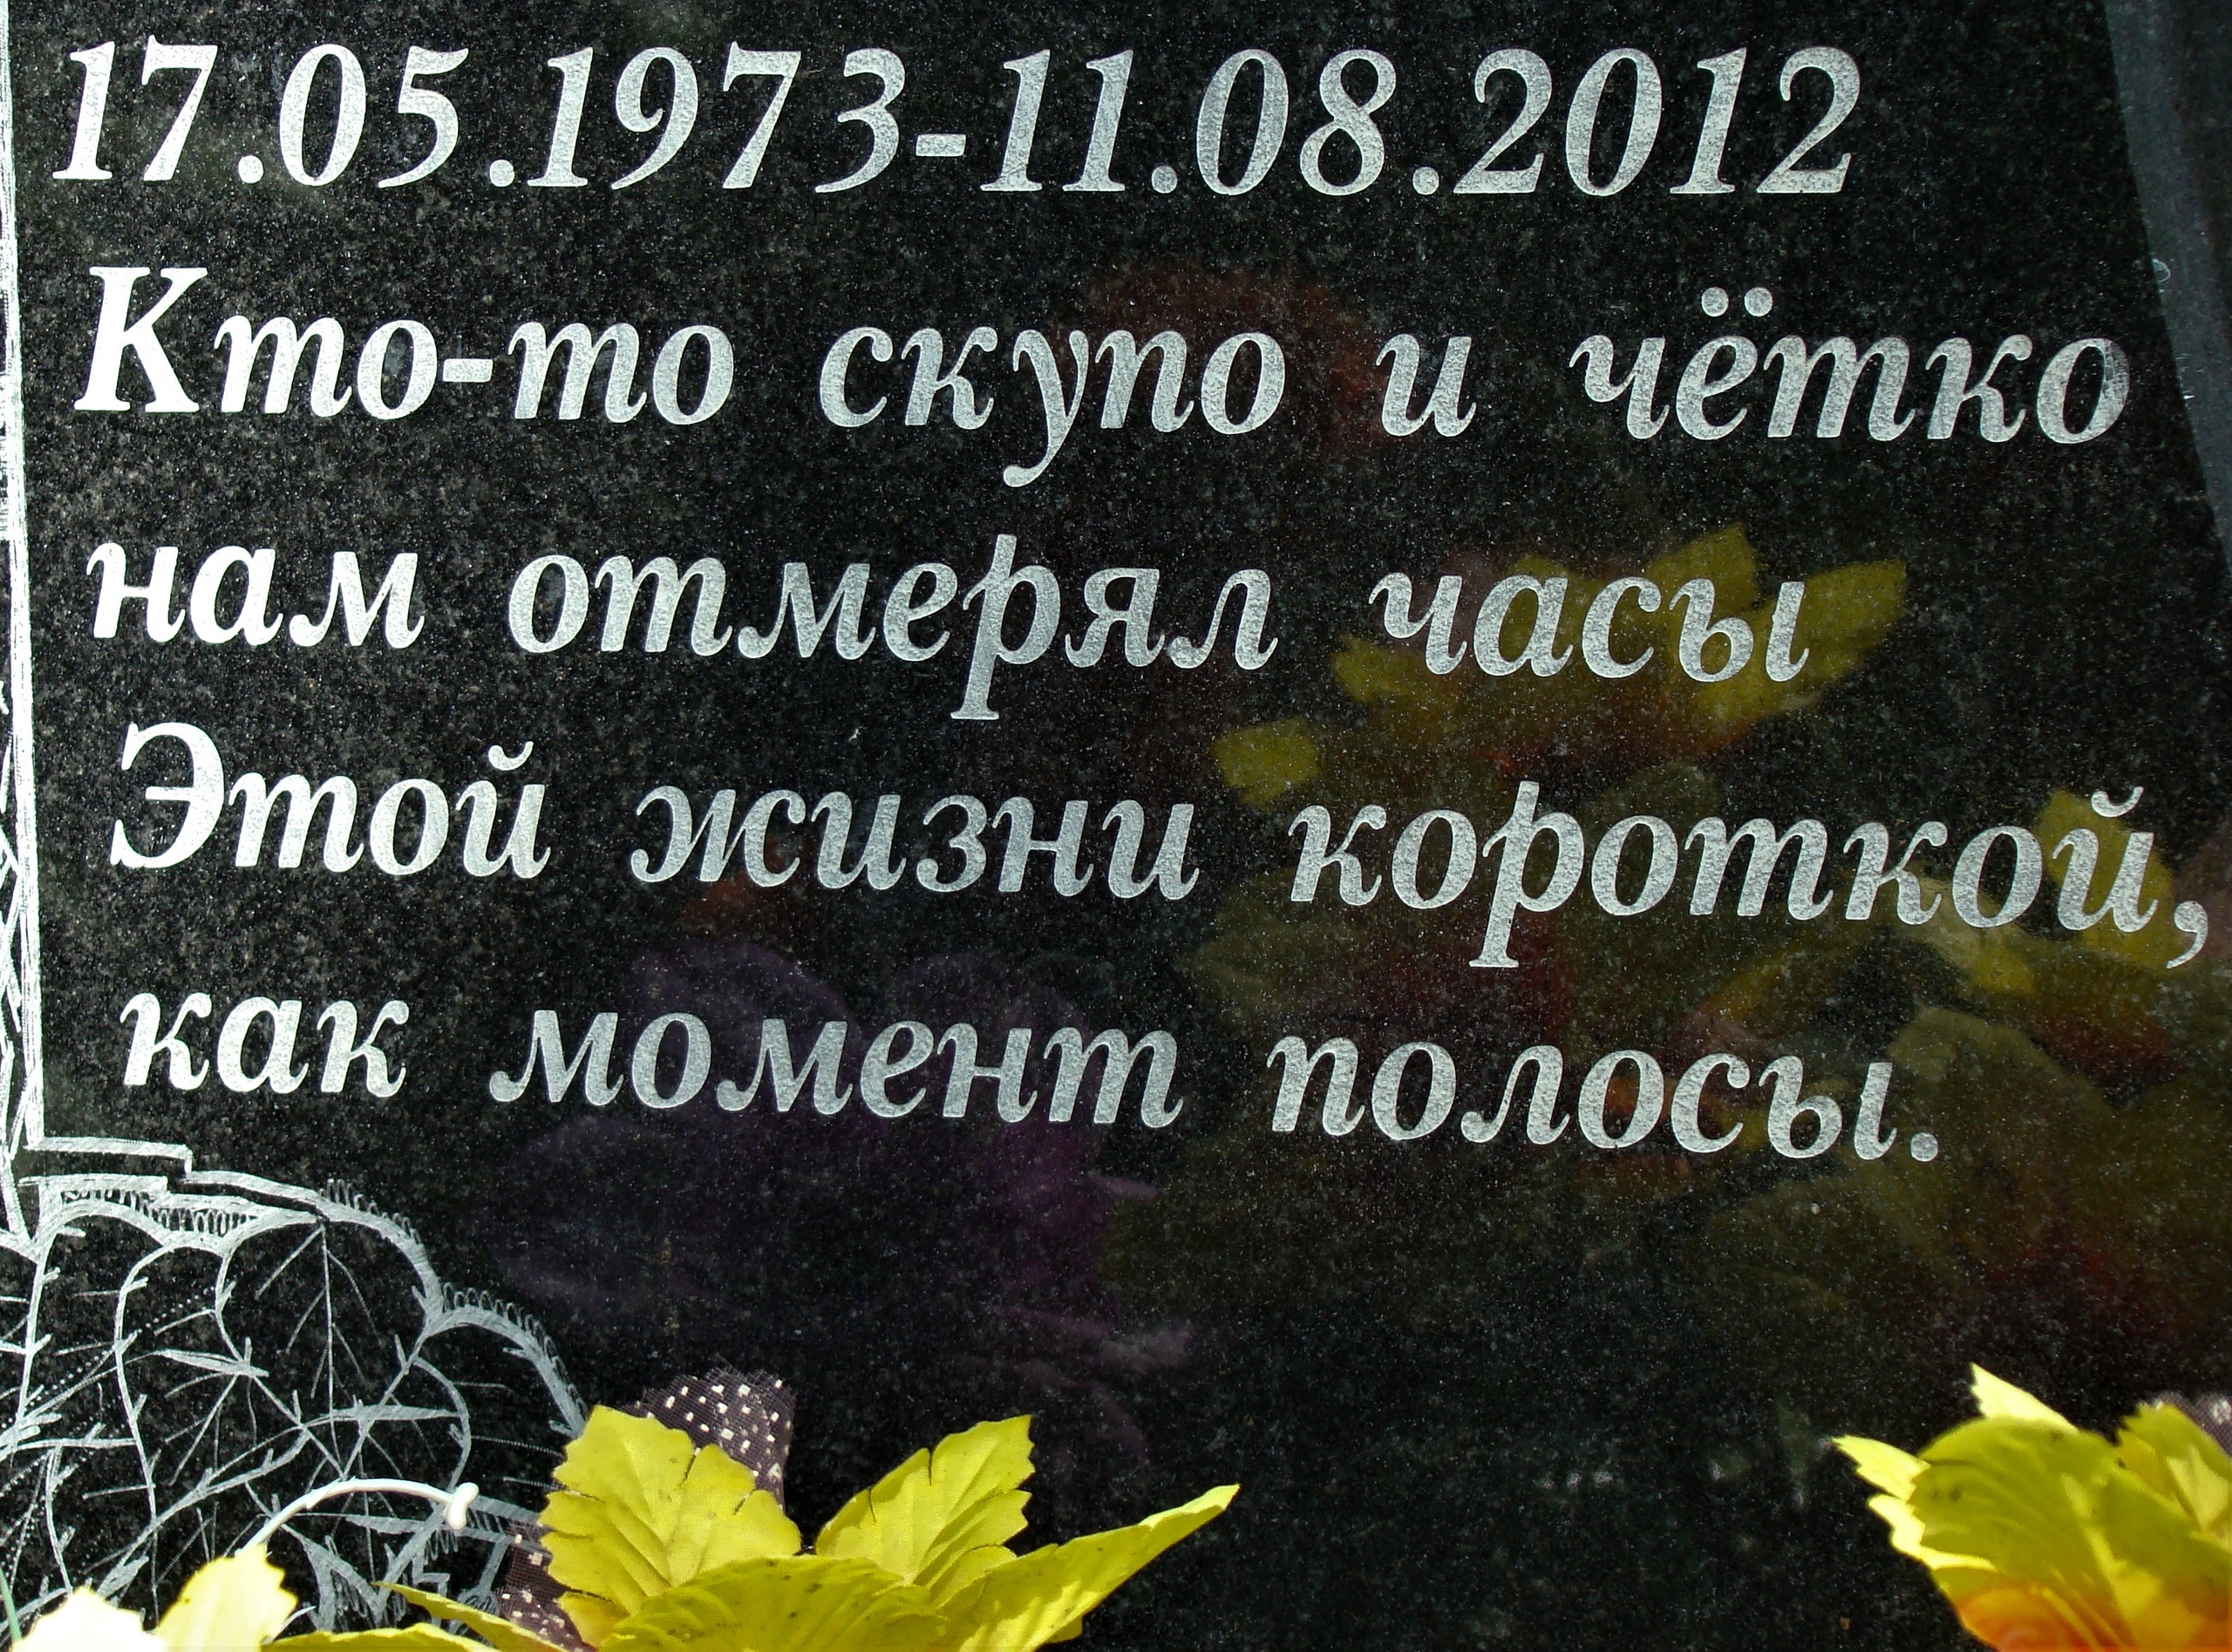 17.05.1973-11.08.2012
Кто-то скупо и чётко
нам отмерял часы
Этой жизни короткой,
как момент полосы.